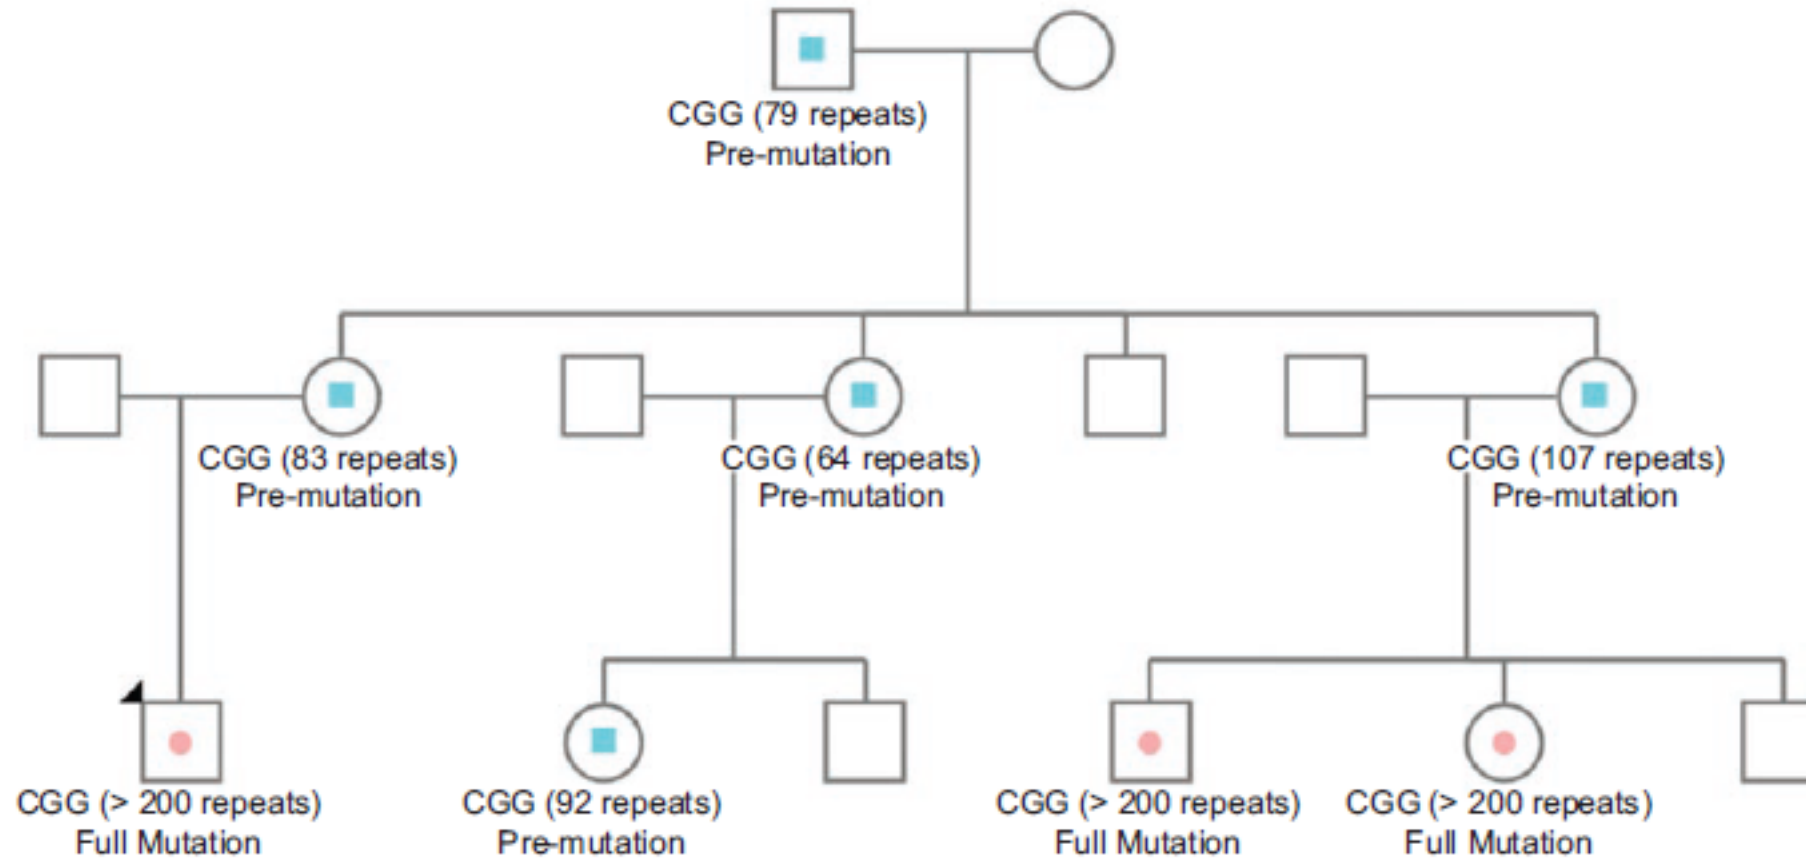 CGG (79 repeats)
Pre-mutation
CGG (83 repeats)
Pre-mutation
CGG (64 repeats)
Pre-mutation
CGG (107 repeats)
Pre-mutation
CGG (> 200 repeats)
Full Mutation
CGG (92 repeats)
Pre-mutation
CGG (> 200 repeats)
Full Mutation
CGG (> 200 repeats)
Full Mutation